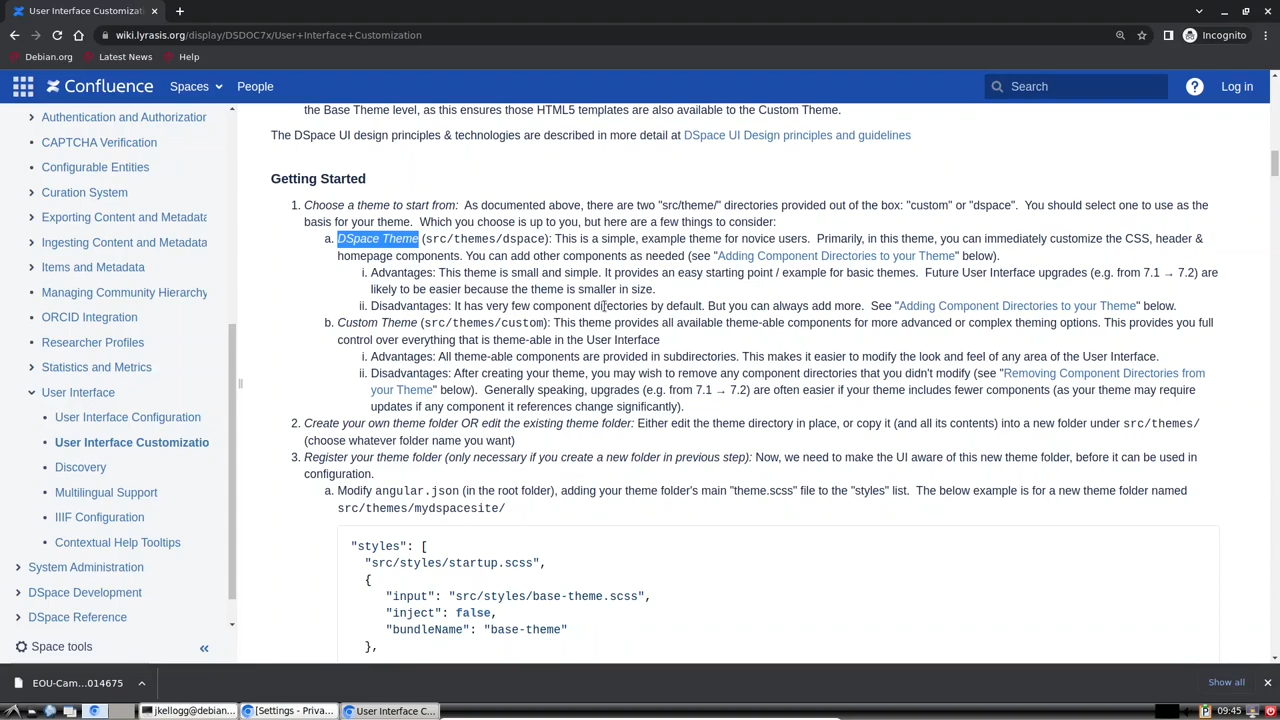 User Interface Customizati
wiki.lyrasis.org/display/DSDOC7x/User+Interface+Customization
Incognito
Debian.org
Latest News
Help
Confluence
Spaces
People
Search
Log in
Authentication and Authorization
CAPTCHA Verification
Configurable Entities
Curation System
Exporting Content and Metadata
Ingesting Content and Metadata
Items and Metadata
Managing Community Hierarchy
ORCID Integration
Researcher Profiles
Statistics and Metrics
User Interface
User Interface Configuration
User Interface Customizatio
Discovery
Multilingual Support
IIIF Configuration
Contextual Help Tooltips
System Administration
DSpace Development
DSpace Reference
Space tools
the Base Theme level, as this ensures those HTML5 templates are also available to the Custom Theme.
The DSpace UI design principles & technologies are described in more detail at DSpace UI Design principles and guidelines
Getting Started
1. Choose a theme to start from: As documented above, there are two "src/theme/" directories provided out of the box: "custom" or "dspace". You should select one to use as the
basis for your theme. Which you choose is up to you, but here are a few things to consider:
a. DSpace Theme (src/themes/dspace): This is a simple, example theme for novice users. Primarily, in this theme, you can immediately customize the CSS, header &
homepage components. You can add other components as needed (see "Adding Component Directories to your Theme" below).
i. Advantages: This theme is small and simple. It provides an easy starting point / example for basic themes. Future User Interface upgrades (e.g. from 7.1 → 7.2) are
likely to be easier because the theme is smaller in size.
ii. Disadvantages: It has very few component directories by default. But you can always add more. See "Adding Component Directories to your Theme" below.
b. Custom Theme (src/themes/custom): This theme provides all available theme-able components for more advanced or complex theming options. This provides you full
control over everything that is theme-able in the User Interface
i. Advantages: All theme-able components are provided in subdirectories. This makes it easier to modify the look and feel of any area of the User Interface.
ii. Disadvantages: After creating your theme, you may wish to remove any component directories that you didn't modify (see "Removing Component Directories from
your Theme" below). Generally speaking, upgrades (e.g. from 7.1 → 7.2) are often easier if your theme includes fewer components (as your theme may require
updates if any component it references change significantly).
2. Create your own theme folder OR edit the existing theme folder: Either edit the theme directory in place, or copy it (and all its contents) into a new folder under src/themes/
(choose whatever folder name you want)
3. Register your theme folder (only necessary if you create a new folder in previous step): Now, we need to make the UI aware of this new theme folder, before it can be used in
configuration.
a. Modify angular.json (in the root folder), adding your theme folder's main "theme.scss" file to the "styles" list. The below example is for a new theme folder named
src/themes/mydspacesite/
"styles": [
"src/styles/startup.scss",
{
"input": "src/styles/base-theme.scss",
"inject": false,
"bundleName": "base-theme"
},
EOU-Cam....014675
Show all
jkellogg@debian...
[Settings - Priva...
User Interface C...
09:45